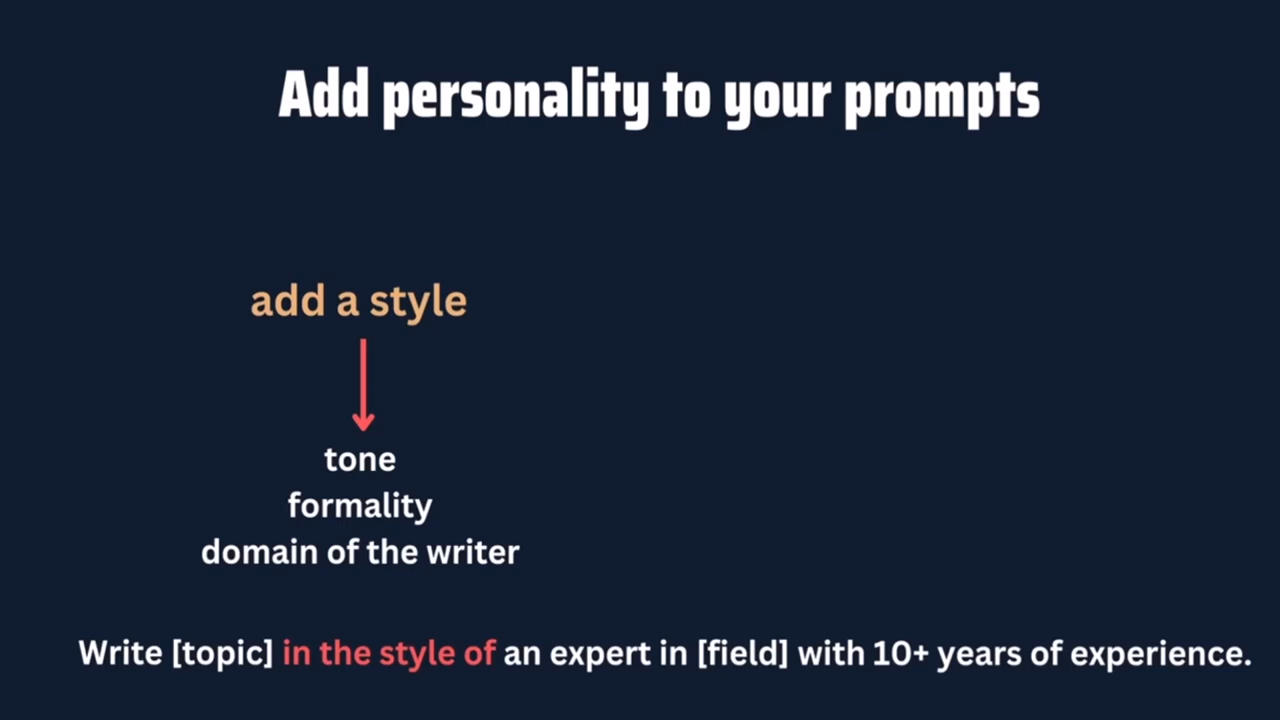 Add personality to your prompts
add a style
tone
formality
domain of the writer
Write [topic] in the style of an expert in [field] with 10+ years of experience.